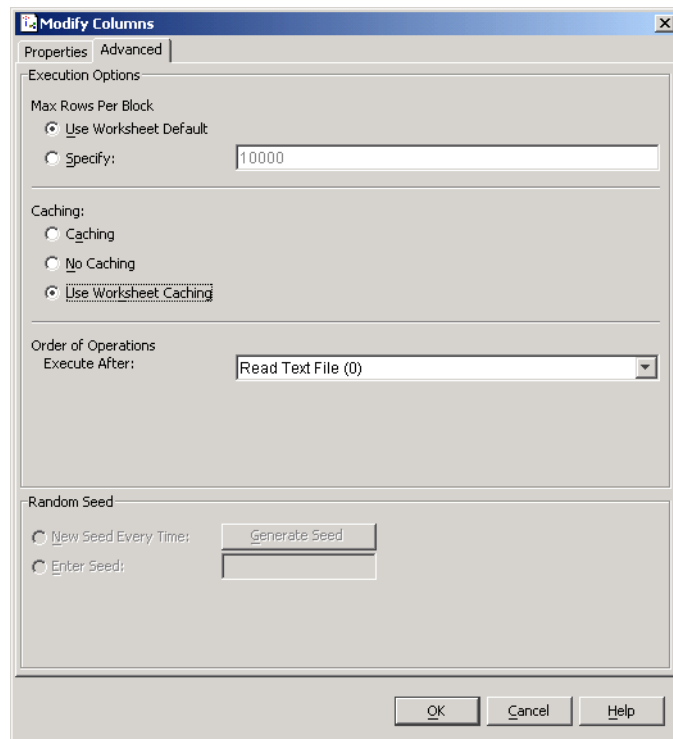 Modify Columns
Properties Advanced
Execution Options
Max Rows Per Block
Use Worksheet Default
Specify: 10000
Caching:
Caching
No Caching
Use Worksheet Caching
Order of Operations
Execute After: Read Text File (0)
Random Seed
New Seed Every Time: Generate Seed
Enter Seed:
OK Cancel Help